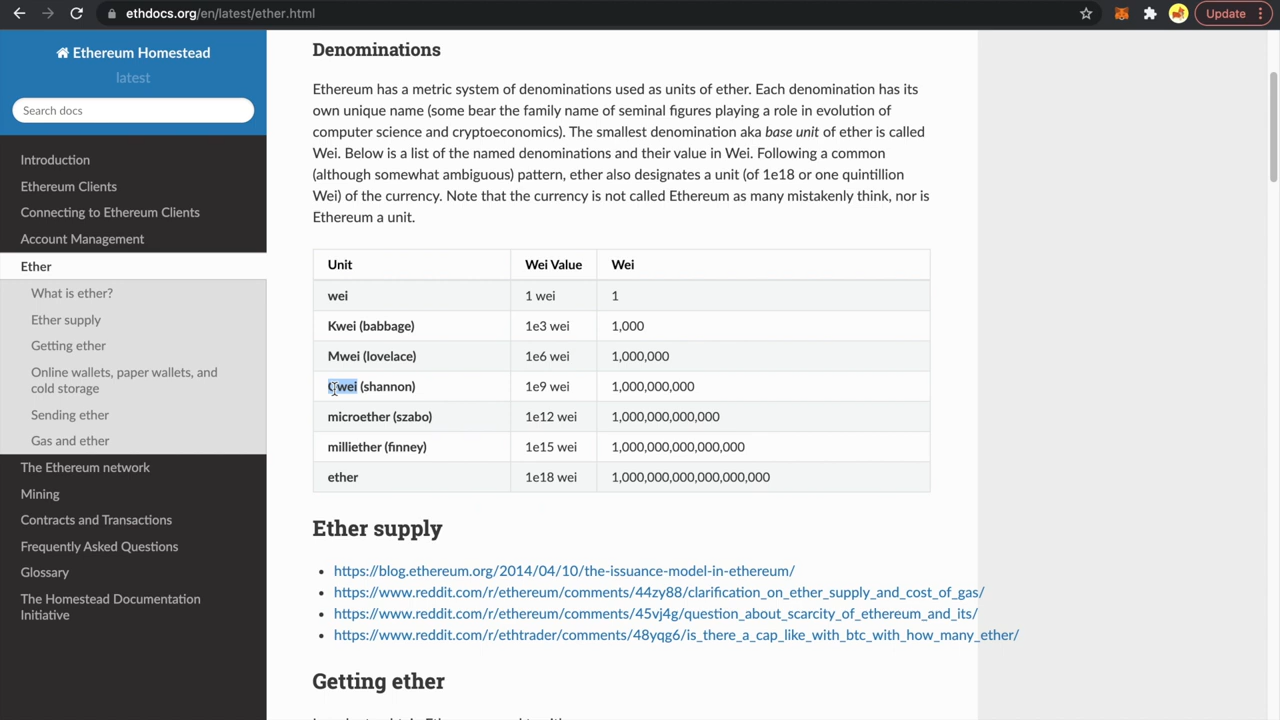 ethdocs.org/en/latest/ether.html
Update
Ethereum Homestead
latest
Search docs
Introduction
Ethereum Clients
Connecting to Ethereum Clients
Account Management
Ether
What is ether?
Ether supply
Getting ether
Online wallets, paper wallets, and
cold storage
Sending ether
Gas and ether
The Ethereum network
Mining
Contracts and Transactions
Frequently Asked Questions
Glossary
The Homestead Documentation
Initiative
Denominations
Ethereum has a metric system of denominations used as units of ether. Each denomination has its
own unique name (some bear the family name of seminal figures playing a role in evolution of
computer science and cryptoeconomics). The smallest denomination aka base unit of ether is called
Wei. Below is a list of the named denominations and their value in Wei. Following a common
(although somewhat ambiguous) pattern, ether also designates a unit (of 1e18 or one quintillion
Wei) of the currency. Note that the currency is not called Ethereum as many mistakenly think, nor is
Ethereum a unit.
Unit Wei Value Wei
wei 1 wei 1
Kwei (babbage) 1e3 wei 1,000
Mwei (lovelace) 1e6 wei 1,000,000
Gwei (shannon) 1e9 wei 1,000,000,000
microether (szabo) 1e12 wei 1,000,000,000,000
milliether (finney) 1e15 wei 1,000,000,000,000,000
ether 1e18 wei 1,000,000,000,000,000,000
Ether supply
https://blog.ethereum.org/2014/04/10/the-issuance-model-in-ethereum/
https://www.reddit.com/r/ethereum/comments/44zy88/clarification_on_ether_supply_and_cost_of_gas/
https://www.reddit.com/r/ethereum/comments/45vj4g/question_about_scarcity_of_ethereum_and_its/
https://www.reddit.com/r/ethtrader/comments/48yqg6/is_there_a_cap_like_with_btc_with_how_many_ether/
Getting ether